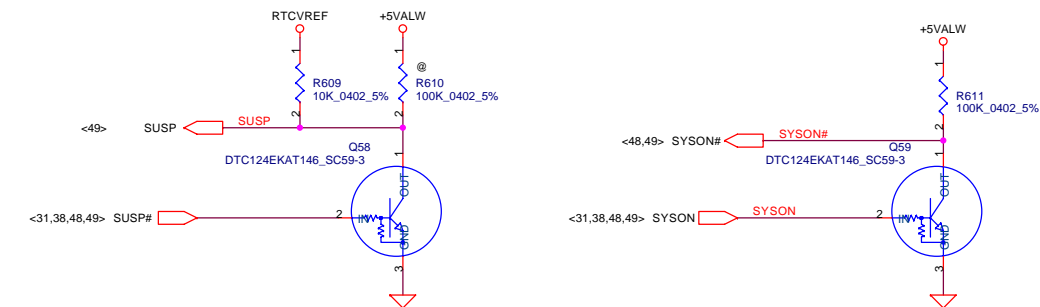 RTCVREF
+5VALW
1
1
@
R609
10K_0402_5%
R610
100K_0402_5%
2
2
<49>
SUSP
SUSP
Q58
DTC124EKAT146_SC59-3
1
OUT
<31,38,48,49>
SUSP#
2
IN
GND
3
+5VALW
1
R611
100K_0402_5%
2
<48,49>
SYSON#
SYSON#
Q59
DTC124EKAT146_SC59-3
1
OUT
<31,38,48,49>
SYSON
SYSON
2
IN
GND
3